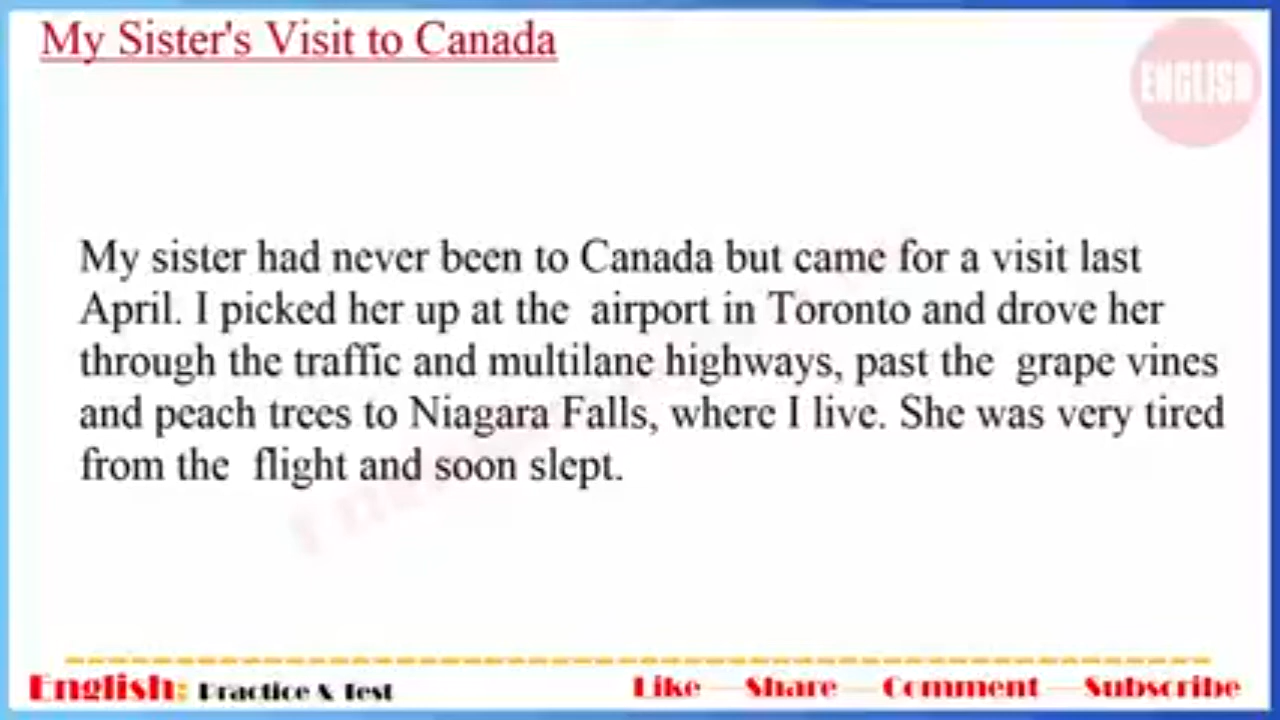 My Sister's Visit to Canada
ENGLISH
My sister had never been to Canada but came for a visit last
April. I picked her up at the airport in Toronto and drove her
through the traffic and multilane highways, past the grape vines
and peach trees to Niagara Falls, where I live. She was very tired
from the flight and soon slept.
English: Practice & Test
Like — Share — Comment — Subscribe